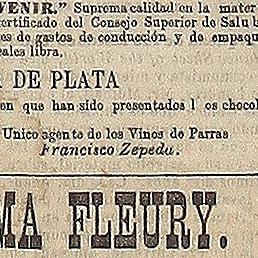 VENIR." Suprema calidad en la mater
certificado del Consejo Superior de Salu b
es de gastos de conducción y de empaqu
eales libra,
DE PLATA
en que han sido presentados l os chocol
Unico agente de los Vinos de Parras
Francisco Zepeda.
MA FLEURY.